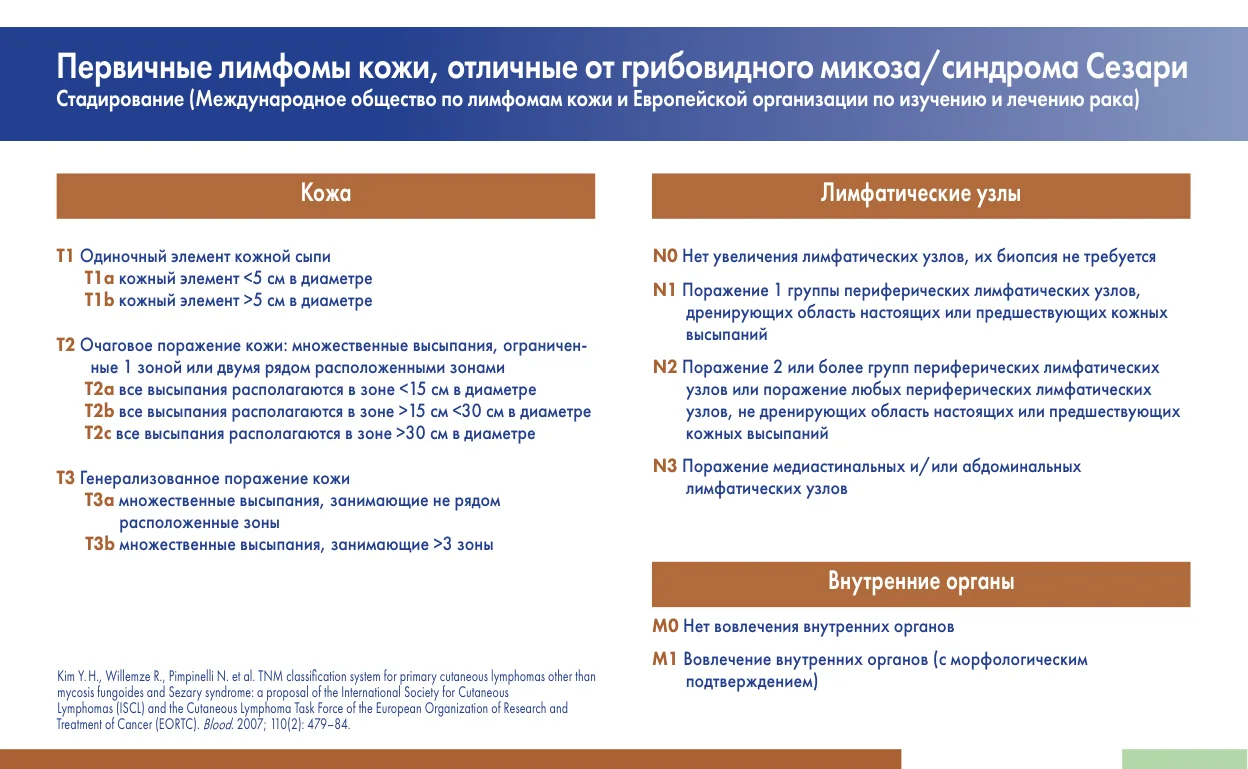 Первичные лимфомы кожи, отличные от грибовидного микоза/синдрома Сезари
Стадирование (Международное общество по лимфомам кожи и Европейской организации по изучению и лечению рака)
Кожа
T1 Одиночный элемент кожной сыпи
T1a кожный элемент <5 см в диаметре
T1b кожный элемент >5 см в диаметре
T2 Очаговое поражение кожи: множественные высыпания, ограничен-
ные 1 зоной или двумя рядом расположенными зонами
T2a все высыпания располагаются в зоне <15 см в диаметре
T2b все высыпания располагаются в зоне >15 см <30 см в диаметре
T2c все высыпания располагаются в зоне >30 см в диаметре
T3 Генерализованное поражение кожи
T3a множественные высыпания, занимающие не рядом
расположенные зоны
T3b множественные высыпания, занимающие >3 зоны
Kim Y. H., Willemze R., Pimpinelli N. et al. TNM classification system for primary cutaneous lymphomas other than
mycosis fungoides and Sezary syndrome: a proposal of the International Society for Cutaneous
Lymphomas (ISCL) and the Cutaneous Lymphoma Task Force of the European Organization of Research and
Treatment of Cancer (EORTC). Blood. 2007; 110(2): 479–84.
Лимфатические узлы
N0 Нет увеличения лимфатических узлов, их биопсия не требуется
N1 Поражение 1 группы периферических лимфатических узлов,
дренирующих область настоящих или предшествующих кожных
высыпаний
N2 Поражение 2 или более групп периферических лимфатических
узлов или поражение любых периферических лимфатических
узлов, не дренирующих область настоящих или предшествующих
кожных высыпаний
N3 Поражение медиастинальных и/или абдоминальных
лимфатических узлов
Внутренние органы
M0 Нет вовлечения внутренних органов
M1 Вовлечение внутренних органов (с морфологическим
подтверждением)